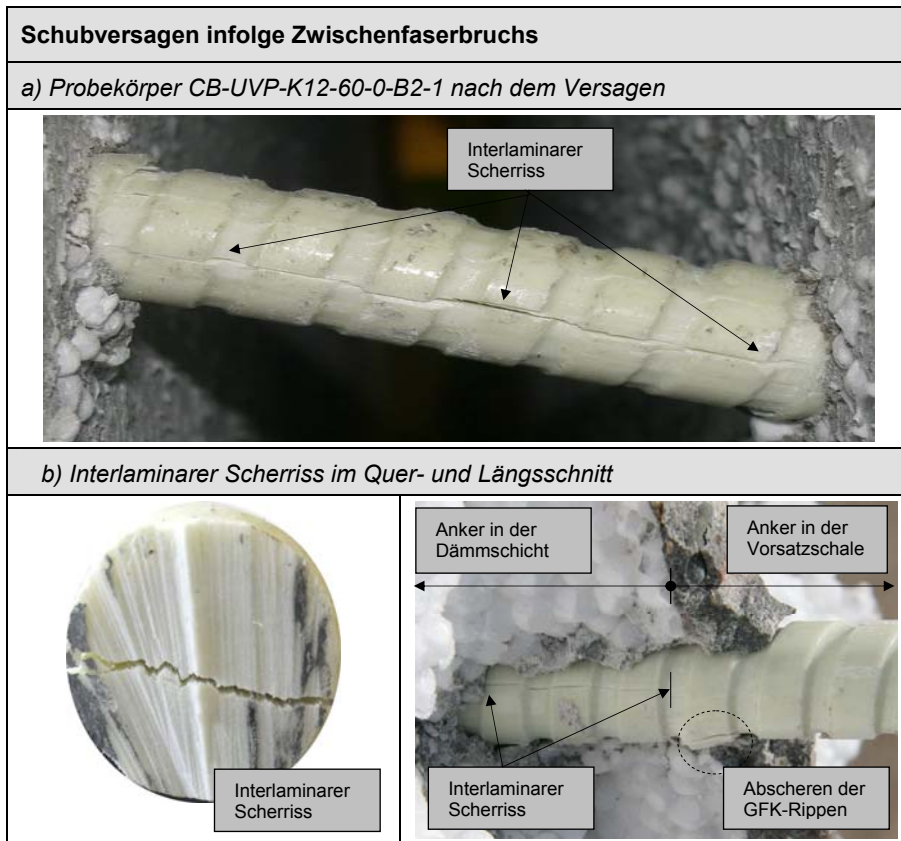 Schubversagen infolge Zwischenfaserbruchs
a) Probekörper CB-UVP-K12-60-0-B2-1 nach dem Versagen
Interlaminarer
Scherriss
b) Interlaminarer Scherriss im Quer- und Längsschnitt
Interlaminarer
Scherriss
Anker in der
Dämmschicht
Anker in der
Vorsatzschale
Interlaminarer
Scherriss
Abscheren der
GFK-Rippen